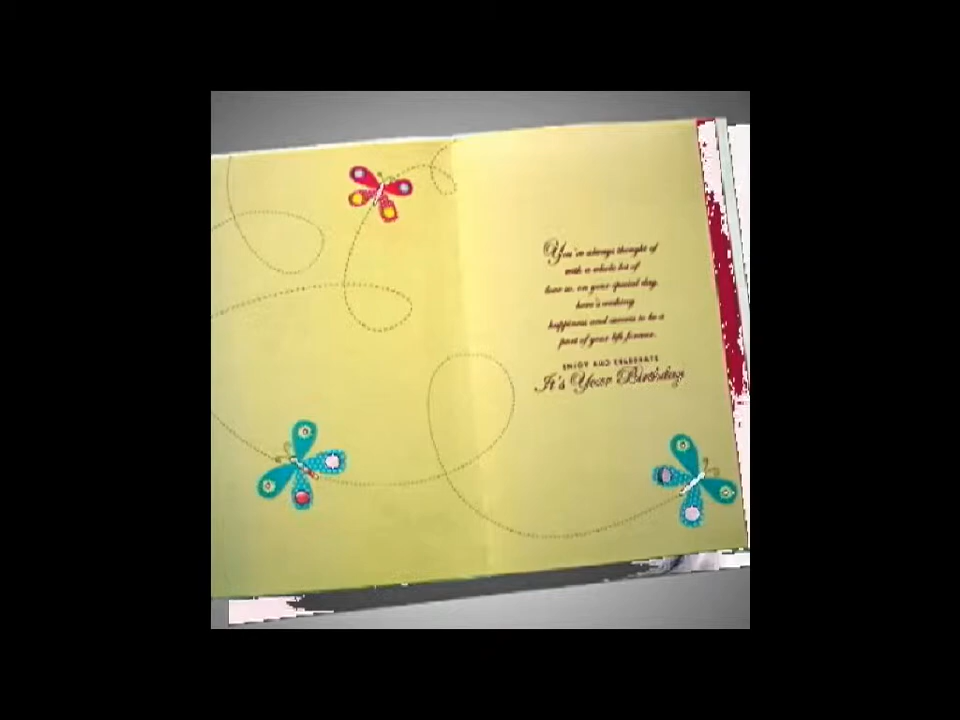 You're always thought of
with a whole lot of
love so, on your special day,
here's wishing
happiness and success to be a
part of your life forever.
ENJOY AND CELEBRATE
It's Your Birthday